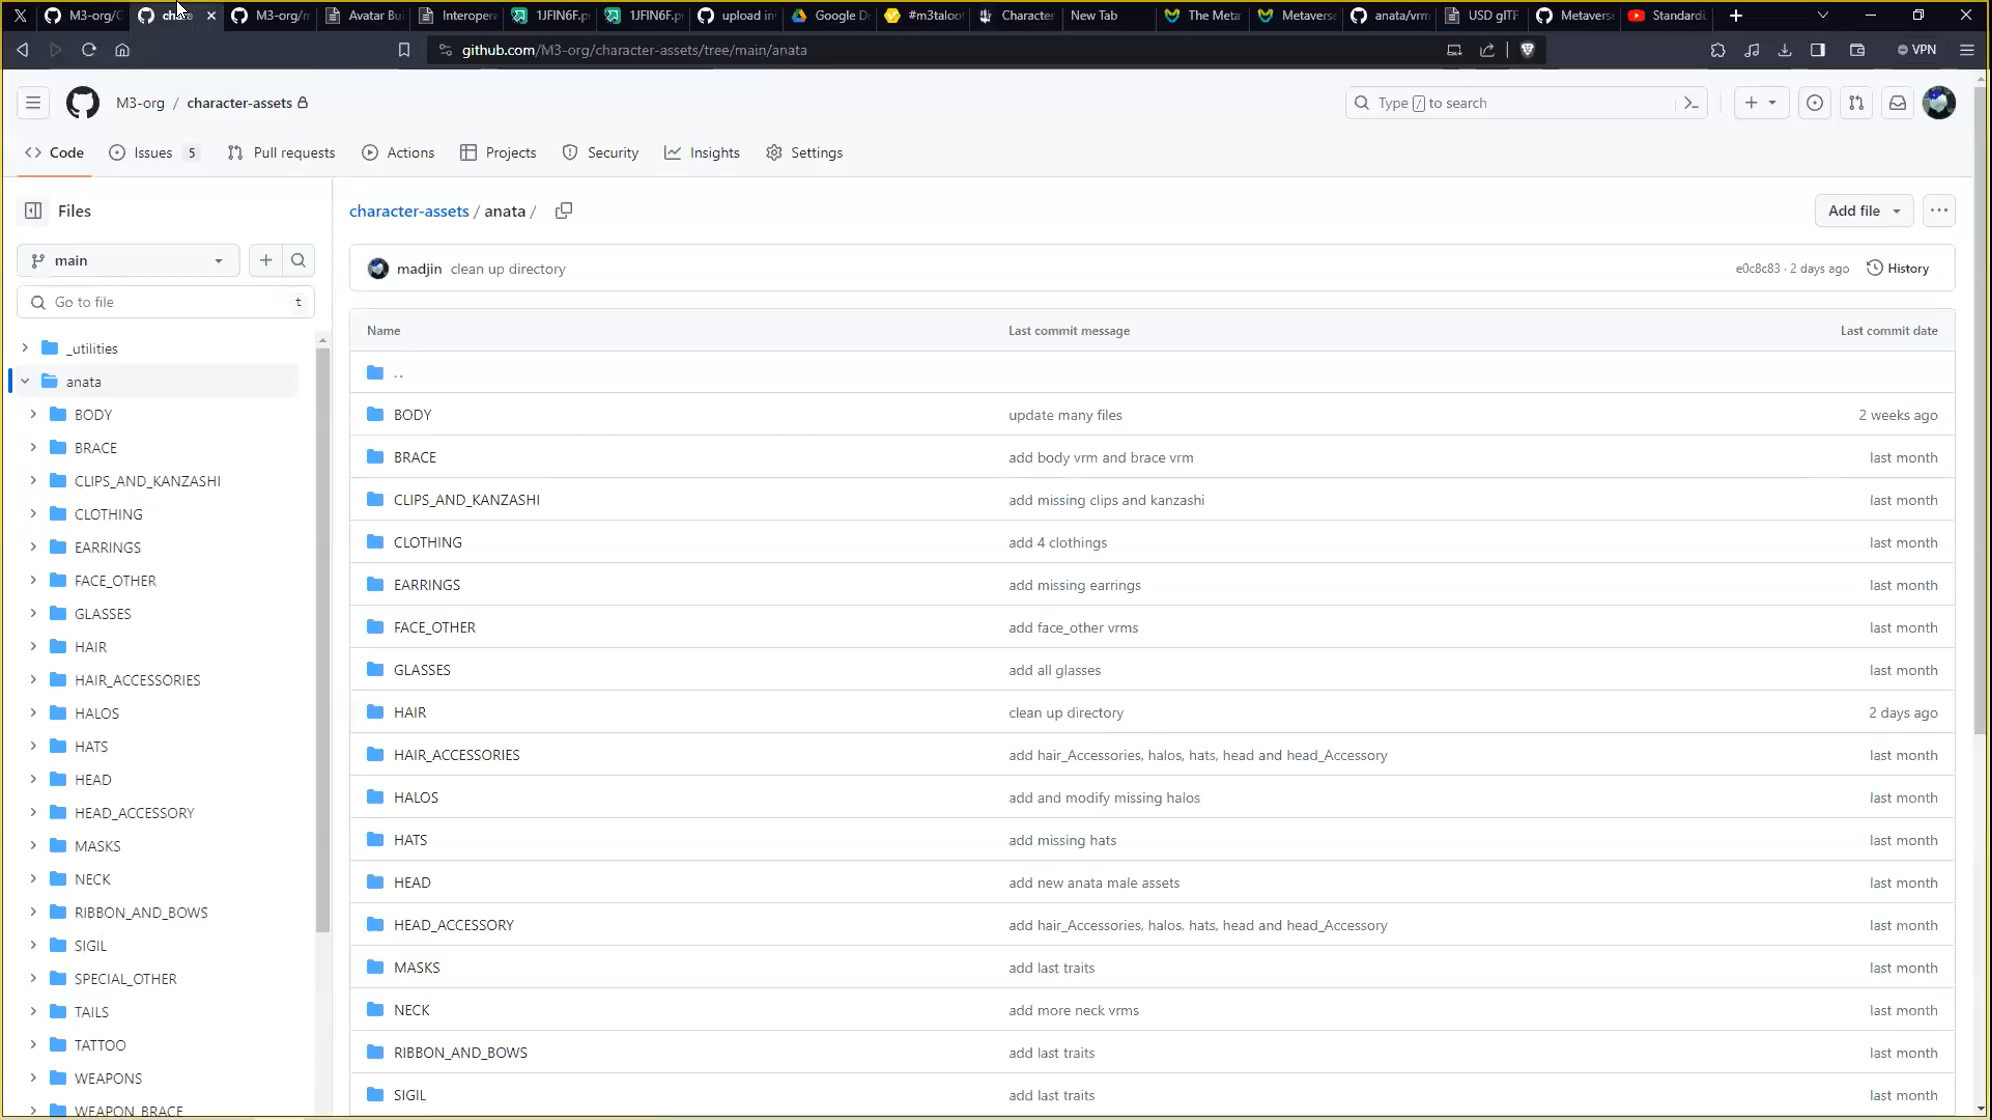 M3-org/C
chara
M3-org/m
Avatar Bui
Interopera
1JFIN6F.pn
1JFIN6F.pn
upload im
Google Dr
#m3taloot
Character
New Tab
The Meta
Metaverse
anata/vrm
USD glTF
Metaverse
Standardi
github.com/M3-org/character-assets/tree/main/anata
VPN
M3-org / character-assets
Type / to search
Code
Issues 5
Pull requests
Actions
Projects
Security
Insights
Settings
Files
main
Go to file t
_utilities
anata
BODY
BRACE
CLIPS_AND_KANZASHI
CLOTHING
EARRINGS
FACE_OTHER
GLASSES
HAIR
HAIR_ACCESSORIES
HALOS
HATS
HEAD
HEAD_ACCESSORY
MASKS
NECK
RIBBON_AND_BOWS
SIGIL
SPECIAL_OTHER
TAILS
TATTOO
WEAPONS
WEAPON_BRACE
character-assets / anata /
Add file
madjin clean up directory
e0c8c83 · 2 days ago
History
Name Last commit message Last commit date
..
BODY update many files 2 weeks ago
BRACE add body vrm and brace vrm last month
CLIPS_AND_KANZASHI add missing clips and kanzashi last month
CLOTHING add 4 clothings last month
EARRINGS add missing earrings last month
FACE_OTHER add face_other vrms last month
GLASSES add all glasses last month
HAIR clean up directory 2 days ago
HAIR_ACCESSORIES add hair_Accessories, halos, hats, head and head_Accessory last month
HALOS add and modify missing halos last month
HATS add missing hats last month
HEAD add new anata male assets last month
HEAD_ACCESSORY add hair_Accessories, halos, hats, head and head_Accessory last month
MASKS add last traits last month
NECK add more neck vrms last month
RIBBON_AND_BOWS add last traits last month
SIGIL add last traits last month